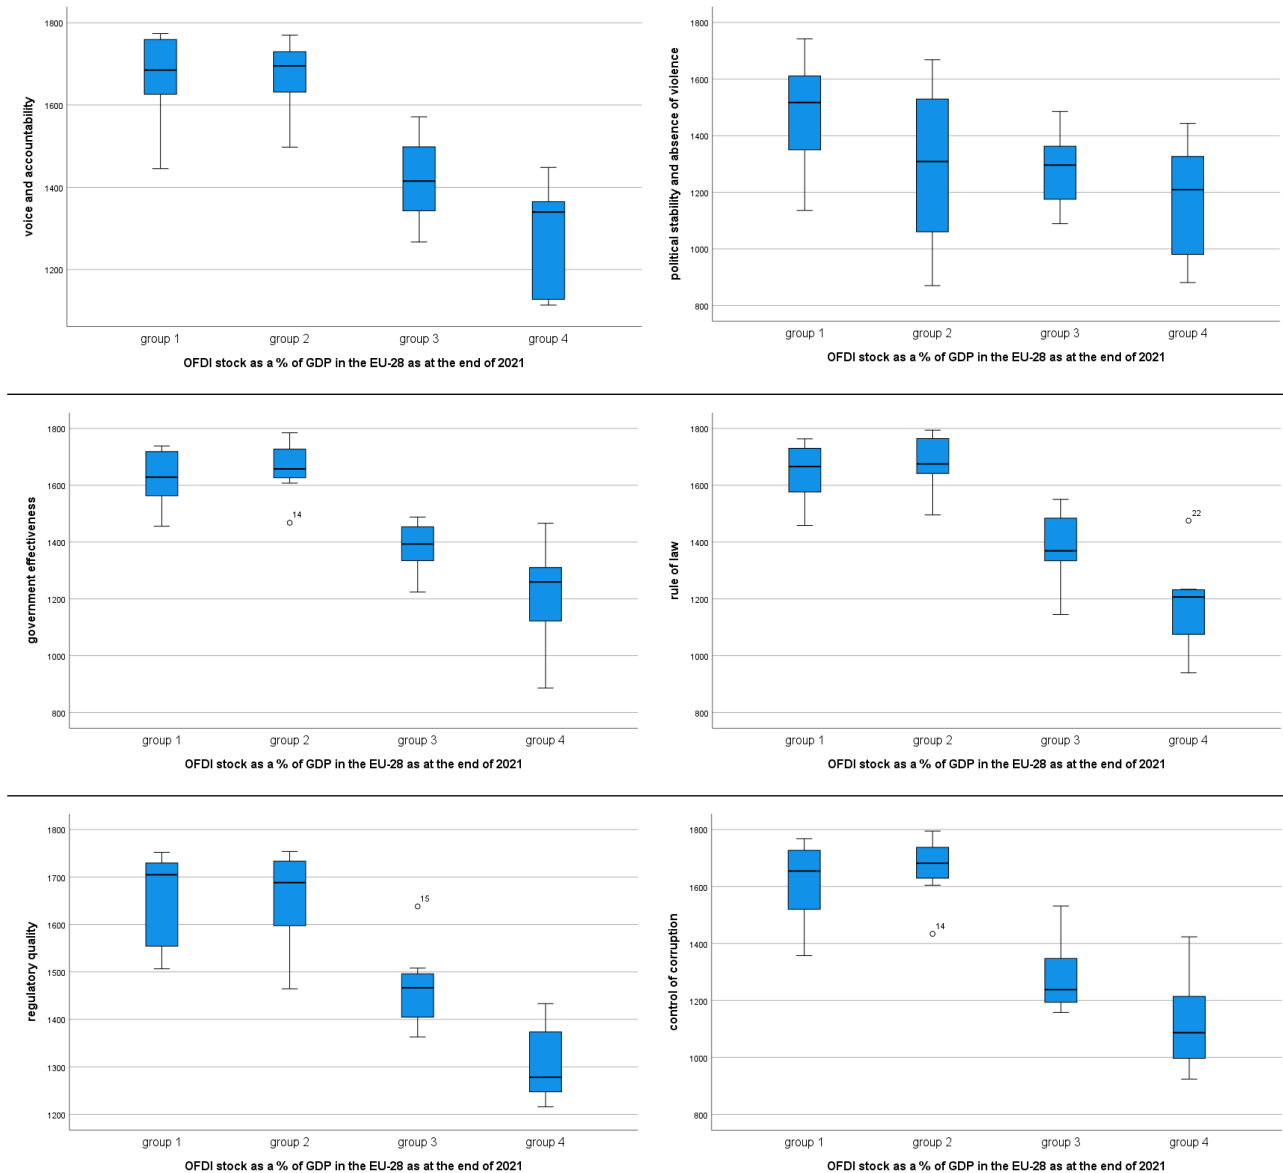 voice and accountability
1800
1600
1400
1200
group 1 group 2 group 3 group 4
OFDI stock as a % of GDP in the EU-28 as at the end of 2021
political stability and absence of violence
1800
1600
1400
1200
1000
800
group 1 group 2 group 3 group 4
OFDI stock as a % of GDP in the EU-28 as at the end of 2021
government effectiveness
1800
1600
1400
1200
1000
800
14
group 1 group 2 group 3 group 4
OFDI stock as a % of GDP in the EU-28 as at the end of 2021
rule of law
1800
1600
1400
1200
1000
800
22
group 1 group 2 group 3 group 4
OFDI stock as a % of GDP in the EU-28 as at the end of 2021
regulatory quality
1800
1700
1600
1500
1400
1300
1200
15
group 1 group 2 group 3 group 4
OFDI stock as a % of GDP in the EU-28 as at the end of 2021
control of corruption
1800
1600
1400
1200
1000
800
14
group 1 group 2 group 3 group 4
OFDI stock as a % of GDP in the EU-28 as at the end of 2021